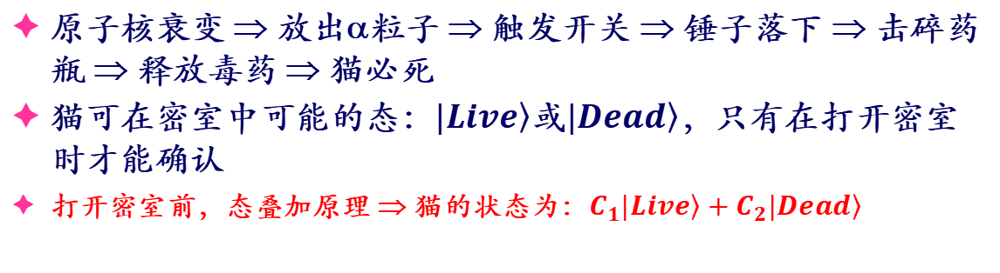 ✦ 原子核衰变 ⇒ 放出α粒子 ⇒ 触发开关 ⇒ 锤子落下 ⇒ 击碎药
瓶 ⇒ 释放毒药 ⇒ 猫必死
✦ 猫可在密室中可能的态：|Live⟩或|Dead⟩，只有在打开密室
时才能确认
✦ 打开密室前，态叠加原理 ⇒ 猫的状态为：C₁|Live⟩ + C₂|Dead⟩